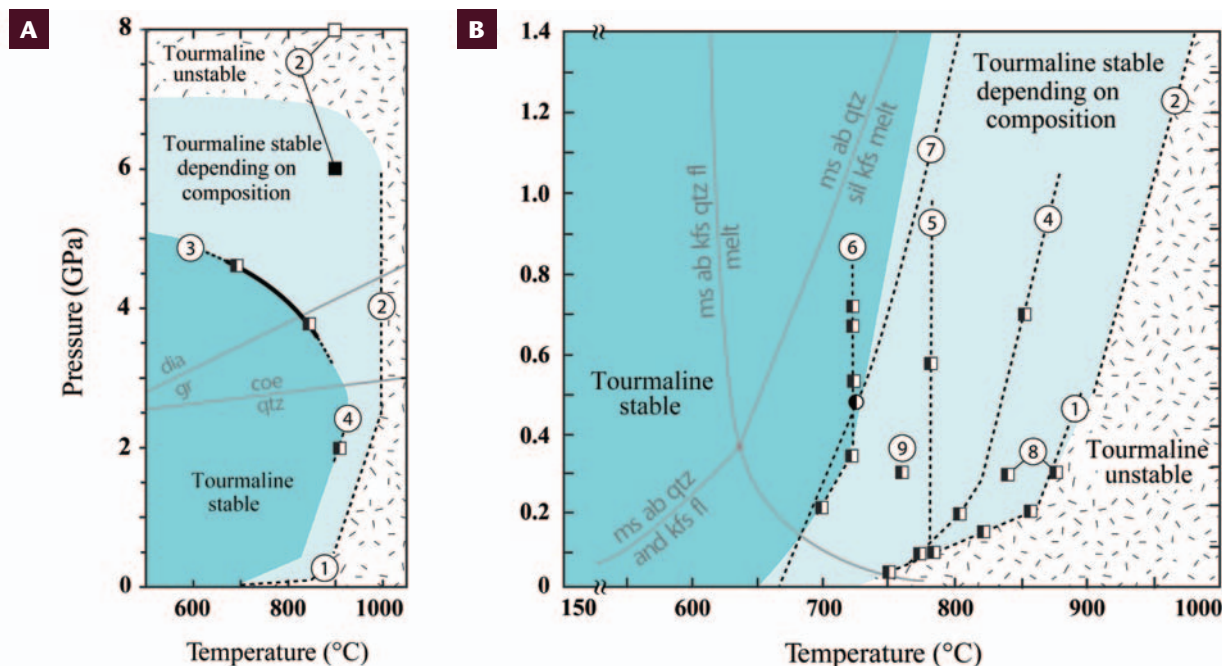 A
8
Tourmaline
unstable
2
Tourmaline stable
depending on
composition
6
3
4
dia
gr
coe
qtz
2
4
2
Tourmaline
stable
1
0
600
800
1000
Pressure (GPa)
Temperature (°C)
B
1.4
1.2
1.0
0.8
0.6
0.4
0.2
0
Tourmaline stable
depending on
composition
2
7
ms ab qtz
sil kfs melt
ms ab kfs qtz fl
melt
6
5
4
Tourmaline
stable
9
8
1
Tourmaline
unstable
ms ab qtz
and kfs fl
150
600
700
800
900
1000
Temperature (°C)